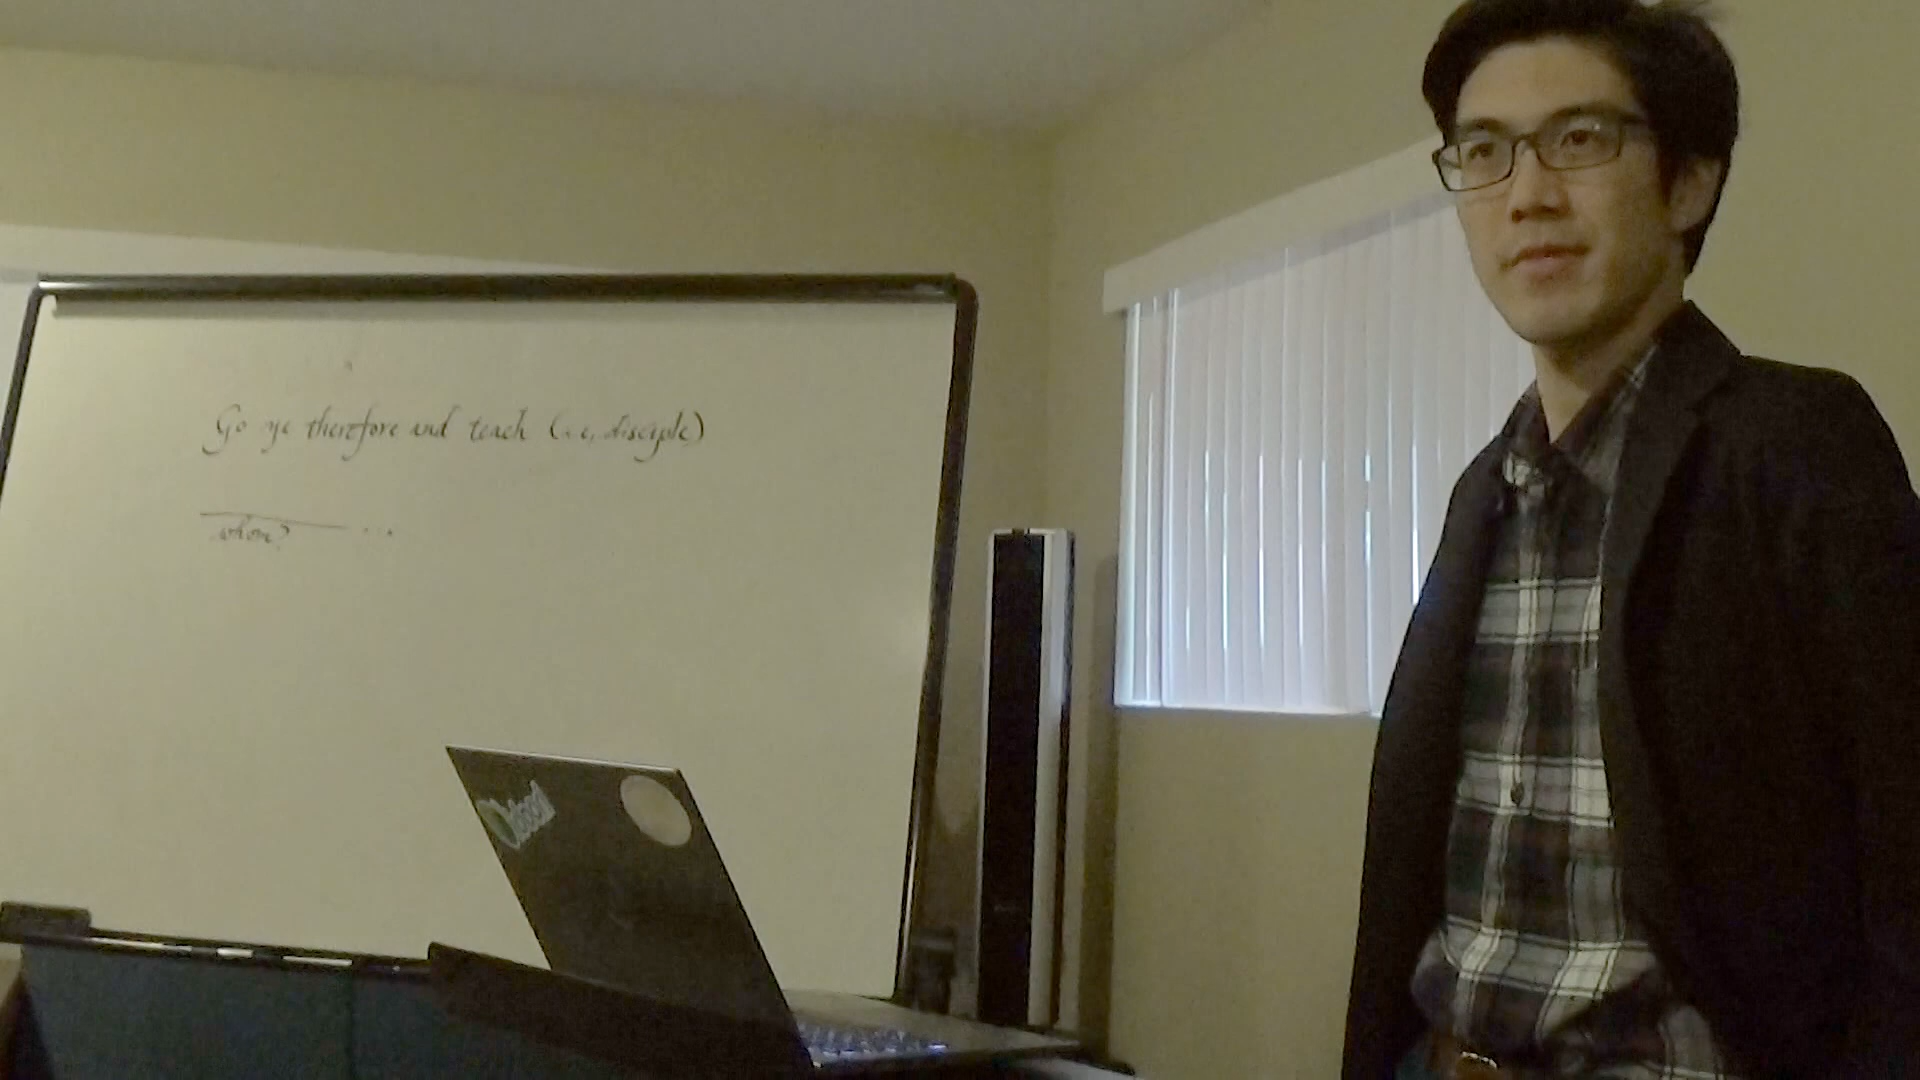 Go ye therefore and teach (i.e., disciple)
whom? ...